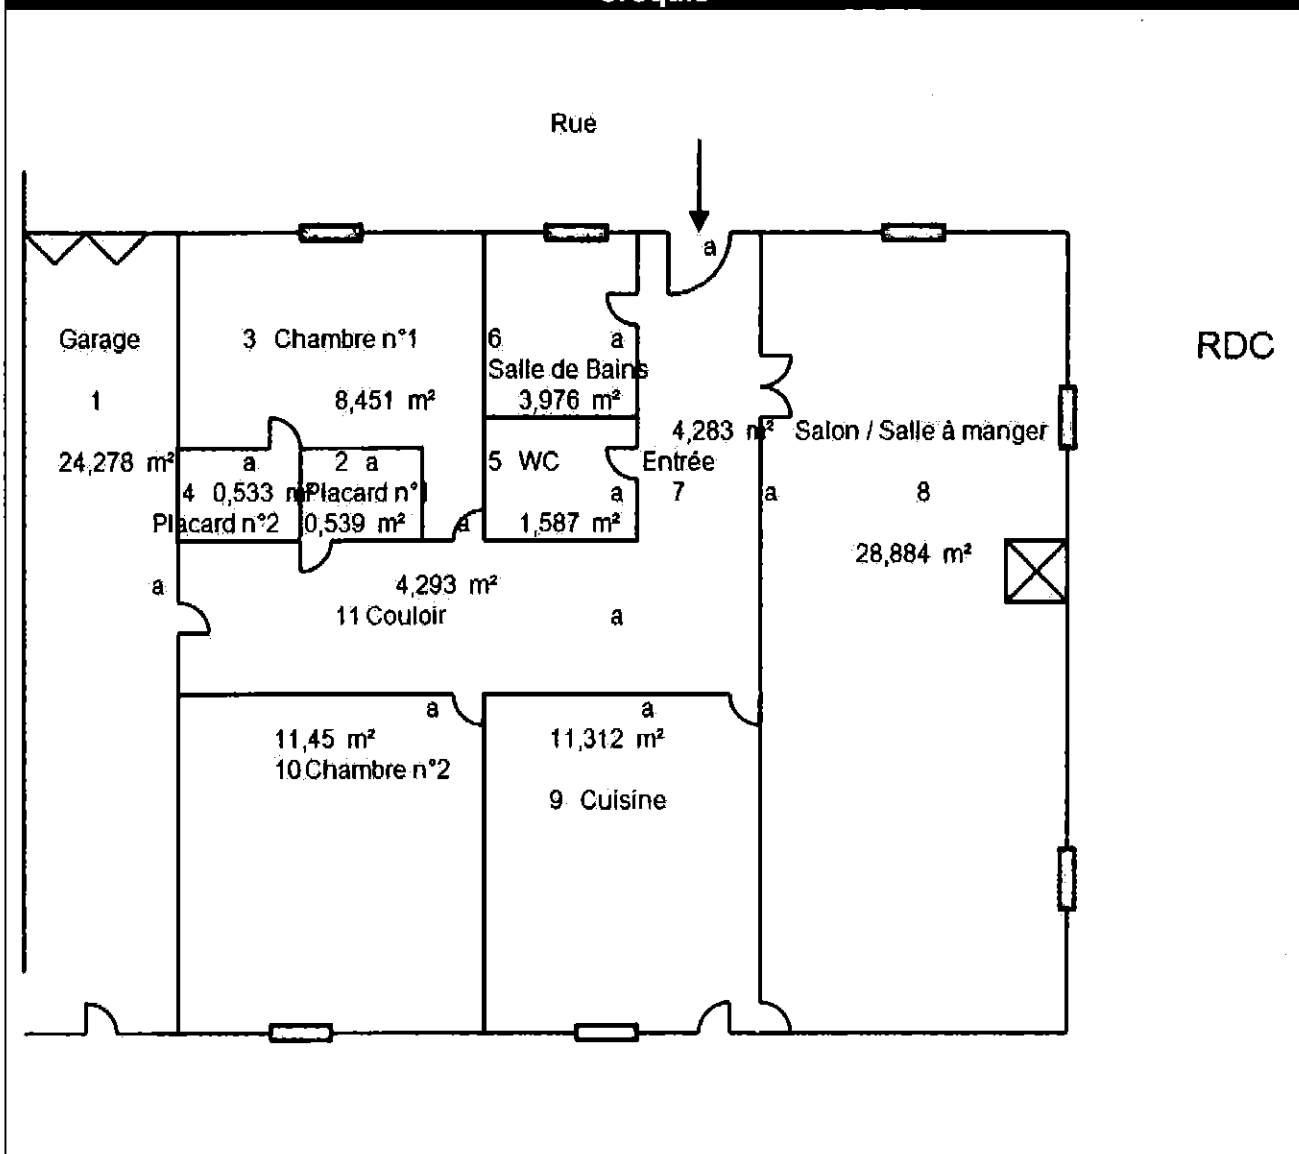 Croquis
Rue
a
Garage
3 Chambre n°1
6 a
RDC
Salle de Bains
1
8,451 m²
3,976 m²
4,283 m²
Salon / Salle à manger
24,278 m²
a
2 a
5 WC
Entrée
4 0,533 m²
Placard n°1
a
7
a
8
Placard n°2
0,539 m²
a
1,587 m²
28,884 m²
a
4,293 m²
11 Couloir
a
a
a
11,45 m²
11,312 m²
10 Chambre n°2
9 Cuisine